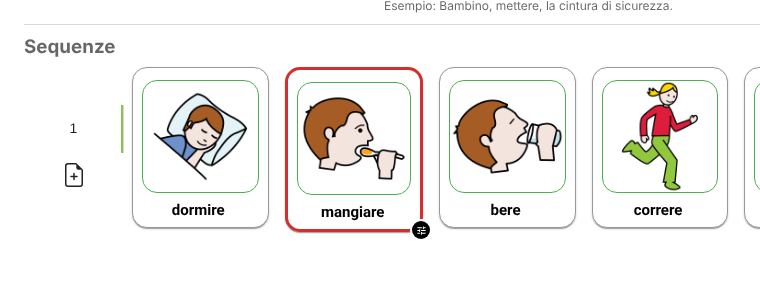 Esempio: Bambino, mettere, la cintura di sicurezza.
Sequenze
1
dormire
mangiare
bere
correre